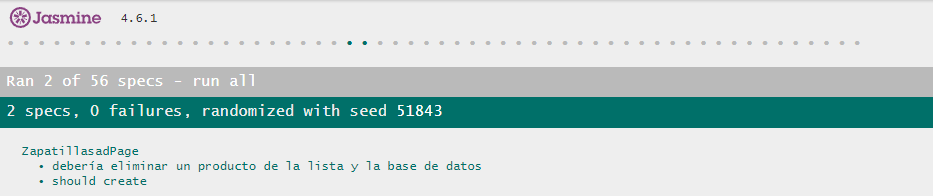 Jasmine 4.6.1
Ran 2 of 56 specs - run all
2 specs, 0 failures, randomized with seed 51843
ZapatillasadPage
• debería eliminar un producto de la lista y la base de datos
• should create